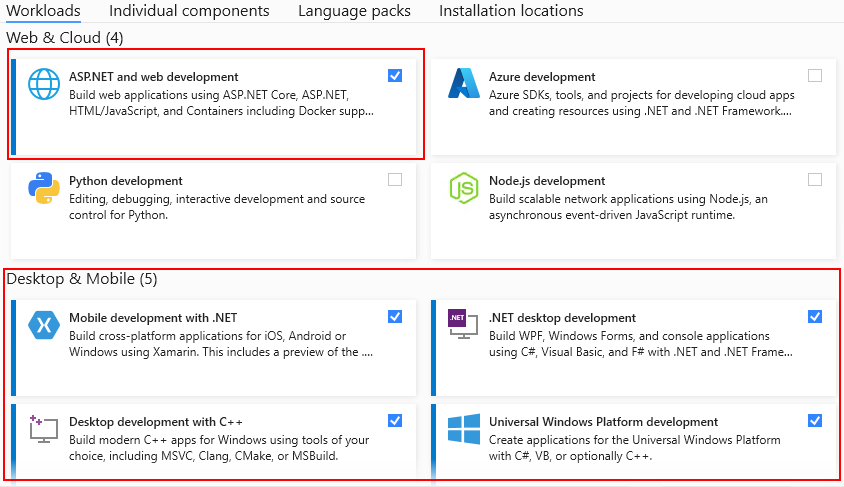 Workloads Individual components Language packs Installation locations
Web & Cloud (4)
ASP.NET and web development
Build web applications using ASP.NET Core, ASP.NET,
HTML/JavaScript, and Containers including Docker supp...
Azure development
Azure SDKs, tools, and projects for developing cloud apps
and creating resources using .NET and .NET Framework....
Python development
Editing, debugging, interactive development and source
control for Python.
JS
Node.js development
Build scalable network applications using Node.js, an
asynchronous event-driven JavaScript runtime.
Desktop & Mobile (5)
Mobile development with .NET
Build cross-platform applications for iOS, Android or
Windows using Xamarin. This includes a preview of the ....
.NET
.NET desktop development
Build WPF, Windows Forms, and console applications
using C#, Visual Basic, and F# with .NET and .NET Frame...
Desktop development with C++
Build modern C++ apps for Windows using tools of your
choice, including MSVC, Clang, CMake, or MSBuild.
Universal Windows Platform development
Create applications for the Universal Windows Platform
with C#, VB, or optionally C++.